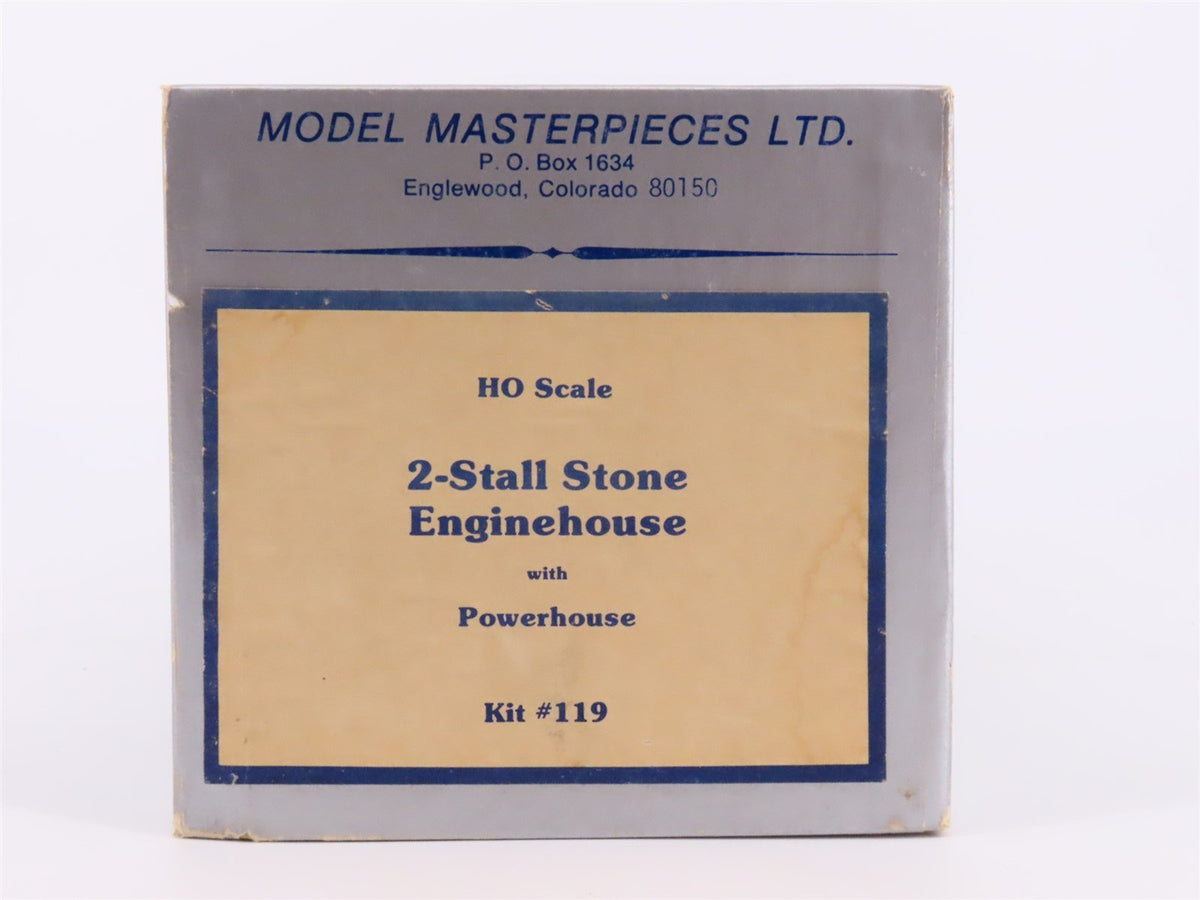 MODEL MASTERPIECES LTD.
P. O. Box 1634
Englewood, Colorado 80150
HO Scale
2-Stall Stone
Enginehouse
with
Powerhouse
Kit #119